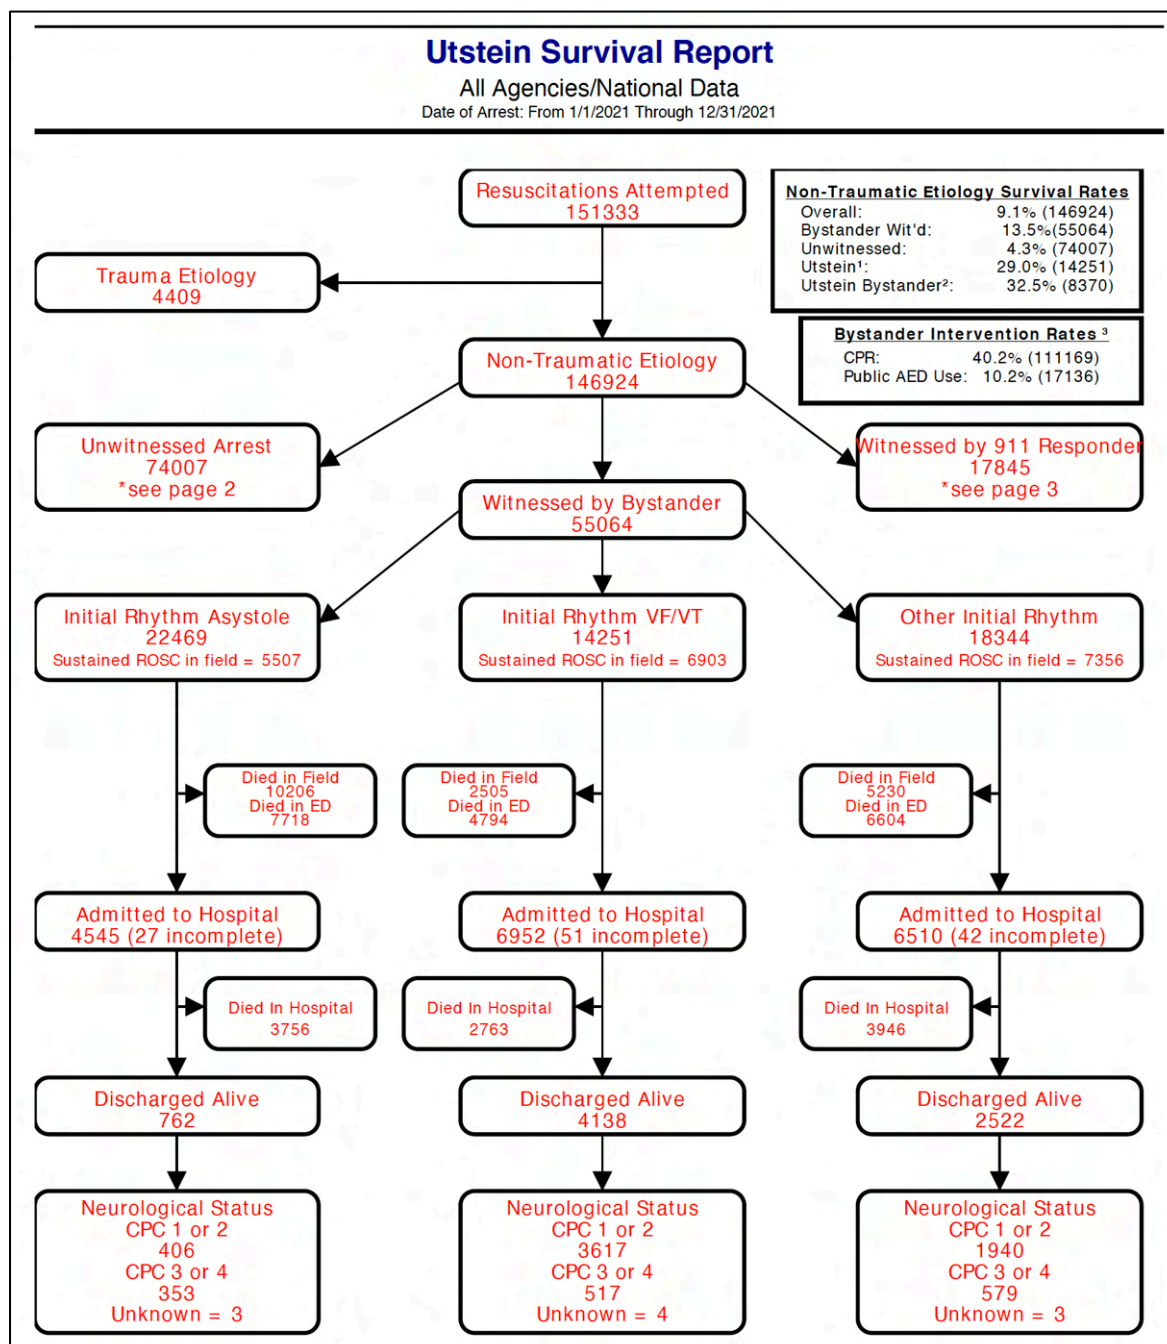 Utstein Survival Report
All Agencies/National Data
Date of Arrest: From 1/1/2021 Through 12/31/2021
Resuscitations Attempted
151333
Non-Traumatic Etiology Survival Rates
Overall: 9.1% (146924)
Bystander Wit'd: 13.5%(55064)
Unwitnessed: 4.3% (74007)
Utstein¹: 29.0% (14251)
Utstein Bystander²: 32.5% (8370)
Trauma Etiology
4409
Bystander Intervention Rates ³
CPR: 40.2% (111169)
Public AED Use: 10.2% (17136)
Non-Traumatic Etiology
146924
Unwitnessed Arrest
74007
*see page 2
Witnessed by 911 Responder
17845
*see page 3
Witnessed by Bystander
55064
Initial Rhythm Asystole
22469
Sustained ROSC in field = 5507
Initial Rhythm VF/VT
14251
Sustained ROSC in field = 6903
Other Initial Rhythm
18344
Sustained ROSC in field = 7356
Died in Field
10206
Died in ED
7718
Died in Field
2505
Died in ED
4794
Died in Field
5230
Died in ED
6604
Admitted to Hospital
4545 (27 incomplete)
Admitted to Hospital
6952 (51 incomplete)
Admitted to Hospital
6510 (42 incomplete)
Died In Hospital
3756
Died In Hospital
2763
Died In Hospital
3946
Discharged Alive
762
Discharged Alive
4138
Discharged Alive
2522
Neurological Status
CPC 1 or 2
406
CPC 3 or 4
353
Unknown = 3
Neurological Status
CPC 1 or 2
3617
CPC 3 or 4
517
Unknown = 4
Neurological Status
CPC 1 or 2
1940
CPC 3 or 4
579
Unknown = 3